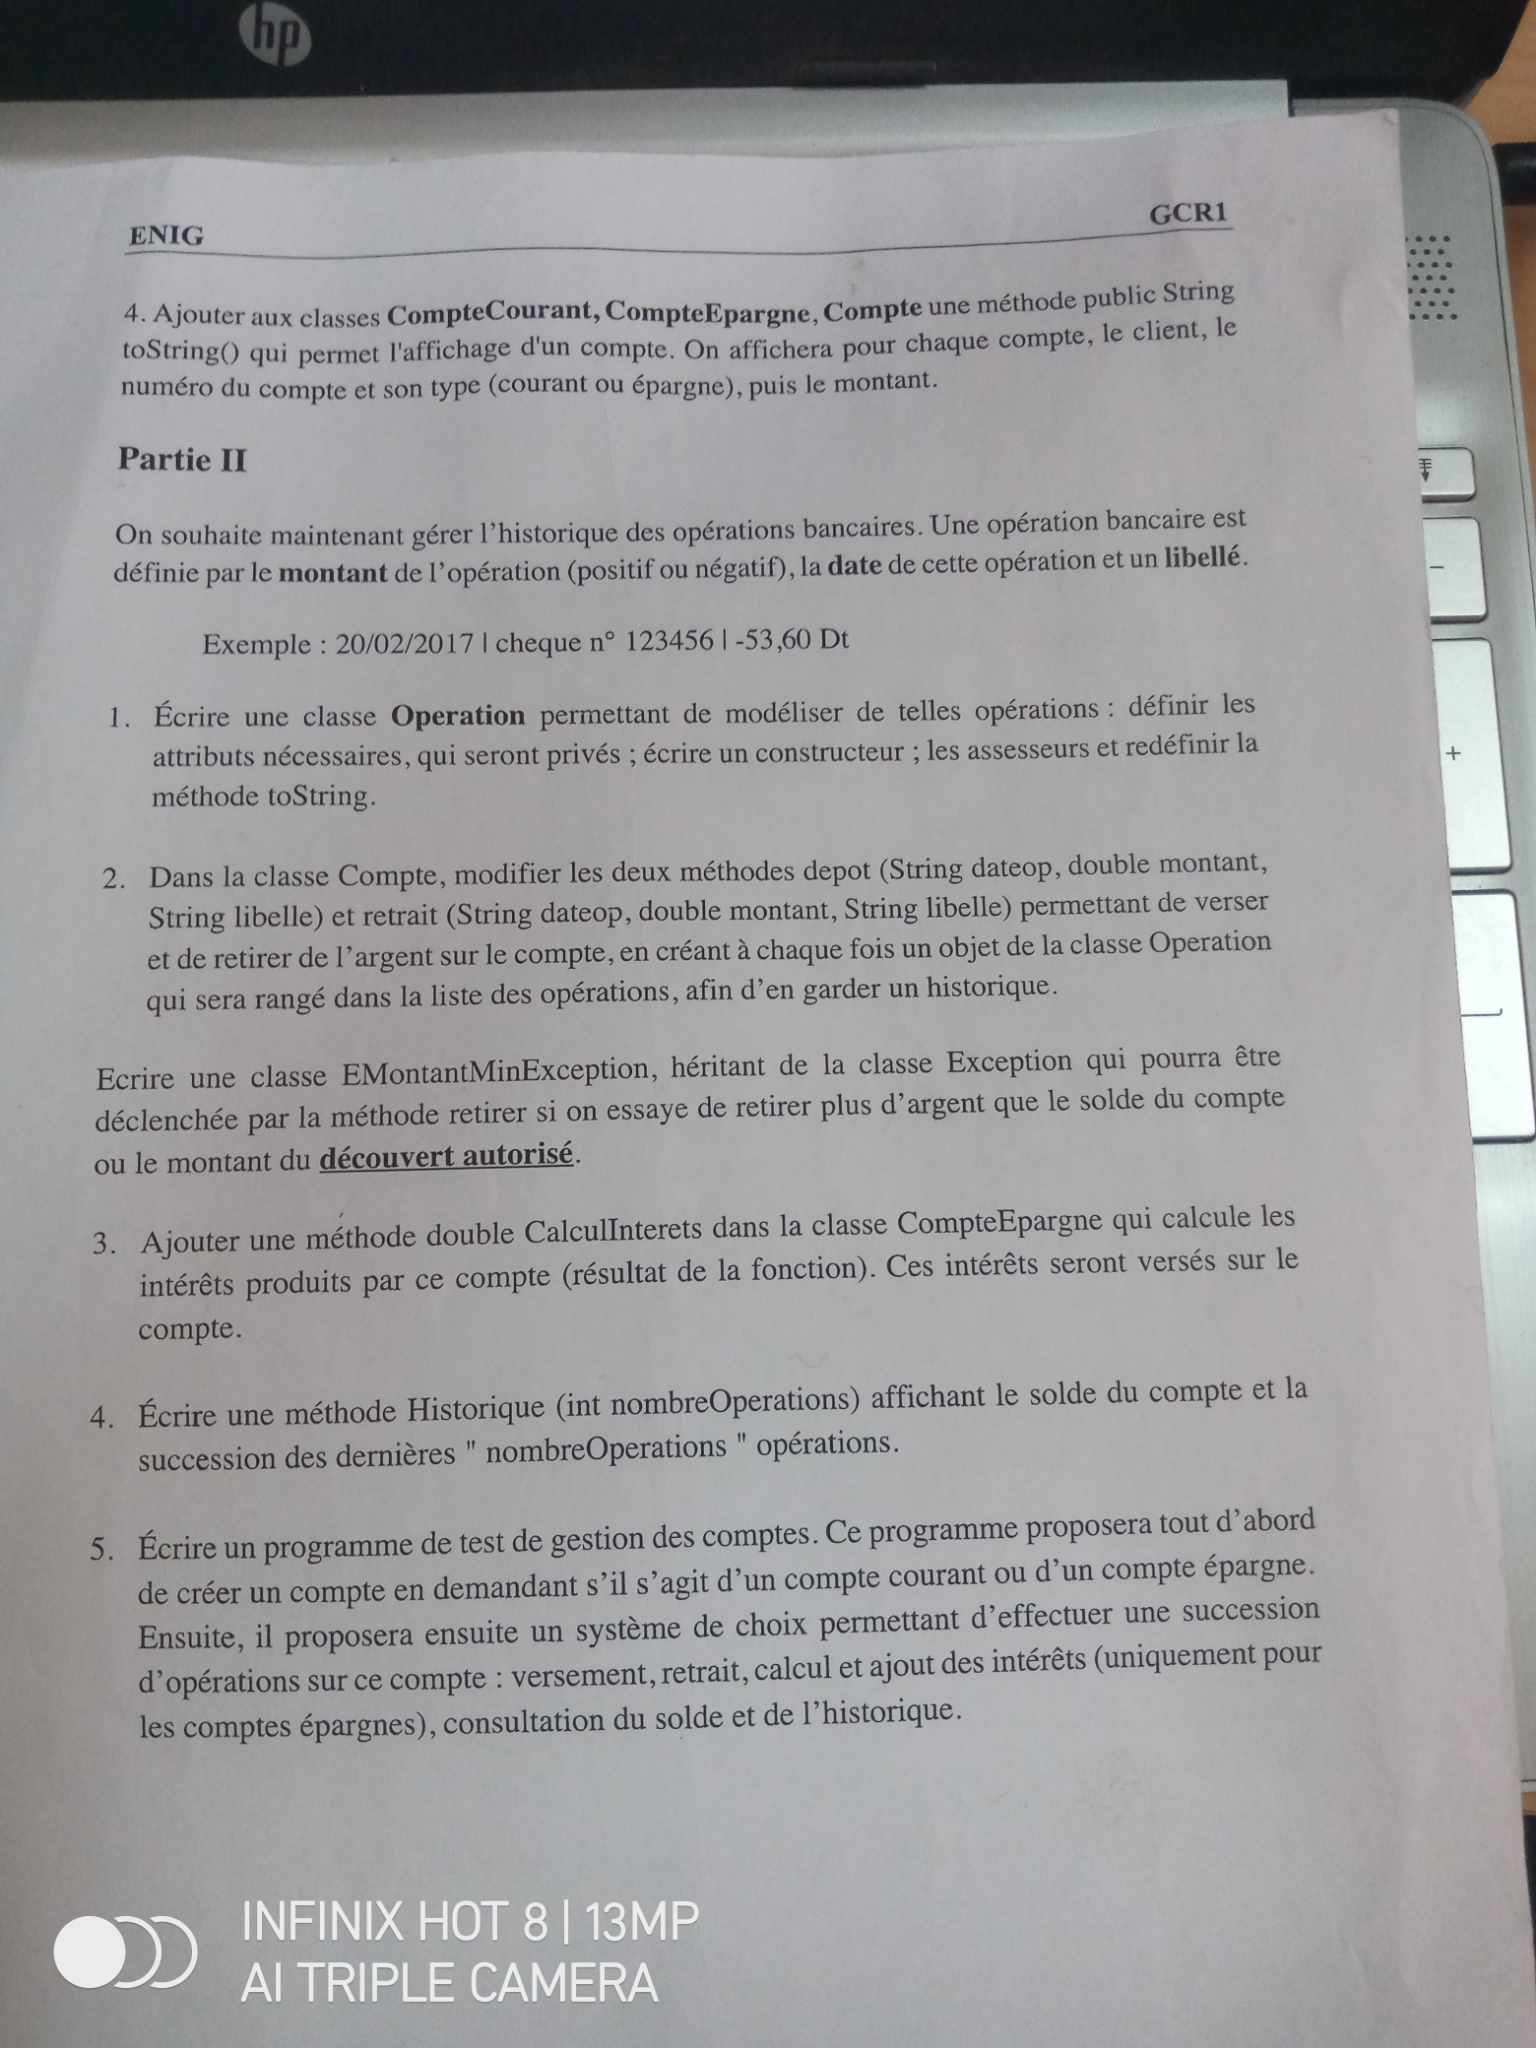 hp
ENIG
GCR1
4. Ajouter aux classes CompteCourant, CompteEpargne, Compte une méthode public String
toString() qui permet l'affichage d'un compte. On affichera pour chaque compte, le client, le
numéro du compte et son type (courant ou épargne), puis le montant.
Partie II
On souhaite maintenant gérer l’historique des opérations bancaires. Une opération bancaire est
définie par le montant de l’opération (positif ou négatif), la date de cette opération et un libellé.
Exemple : 20/02/2017 | cheque n° 123456 | -53,60 Dt
1. Écrire une classe Operation permettant de modéliser de telles opérations : définir les
attributs nécessaires, qui seront privés ; écrire un constructeur ; les assesseurs et redéfinir la
méthode toString.
2. Dans la classe Compte, modifier les deux méthodes depot (String dateop, double montant,
String libelle) et retrait (String dateop, double montant, String libelle) permettant de verser
et de retirer de l’argent sur le compte, en créant à chaque fois un objet de la classe Operation
qui sera rangé dans la liste des opérations, afin d’en garder un historique.
Ecrire une classe EMontantMinException, héritant de la classe Exception qui pourra être
déclenchée par la méthode retirer si on essaye de retirer plus d’argent que le solde du compte
ou le montant du découvert autorisé.
3. Ajouter une méthode double CalculInterets dans la classe CompteEpargne qui calcule les
intérêts produits par ce compte (résultat de la fonction). Ces intérêts seront versés sur le
compte.
4. Écrire une méthode Historique (int nombreOperations) affichant le solde du compte et la
succession des dernières " nombreOperations " opérations.
5. Écrire un programme de test de gestion des comptes. Ce programme proposera tout d’abord
de créer un compte en demandant s’il s’agit d’un compte courant ou d’un compte épargne.
Ensuite, il proposera ensuite un système de choix permettant d’effectuer une succession
d’opérations sur ce compte : versement, retrait, calcul et ajout des intérêts (uniquement pour
les comptes épargnes), consultation du solde et de l’historique.
-
+
INFINIX HOT 8 | 13MP
AI TRIPLE CAMERA